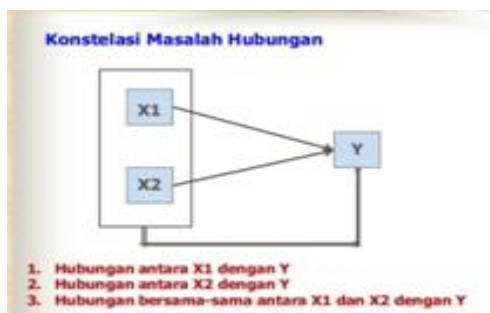 Konstelasi Masalah Hubungan
X1
Y
X2
1. Hubungan antara X1 dengan Y
2. Hubungan antara X2 dengan Y
3. Hubungan bersama-sama antara X1 dan X2 dengan Y